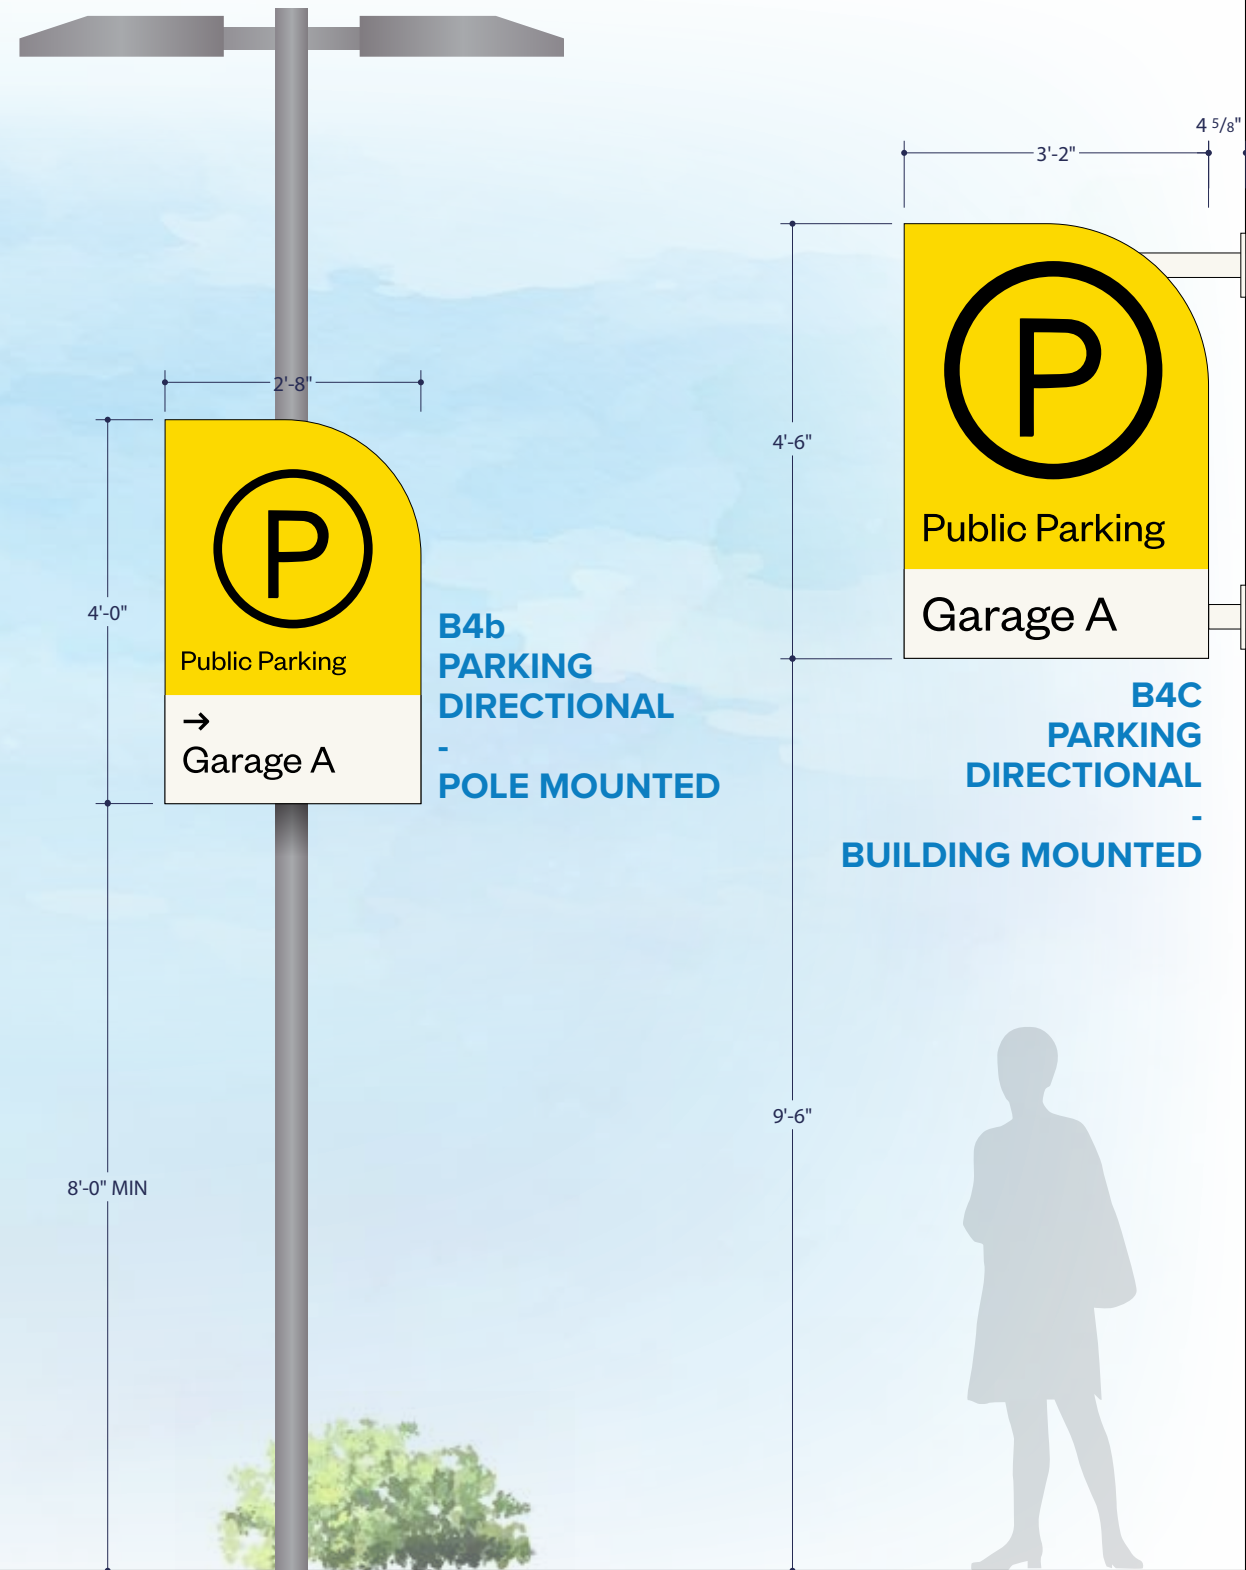 4 5/8"
3'-2"
2'-8"
P
Public Parking
→
Garage A
4'-0"
8'-0" MIN
B4b
PARKING
DIRECTIONAL
-
POLE MOUNTED
P
Public Parking
Garage A
4'-6"
9'-6"
B4C
PARKING
DIRECTIONAL
-
BUILDING MOUNTED